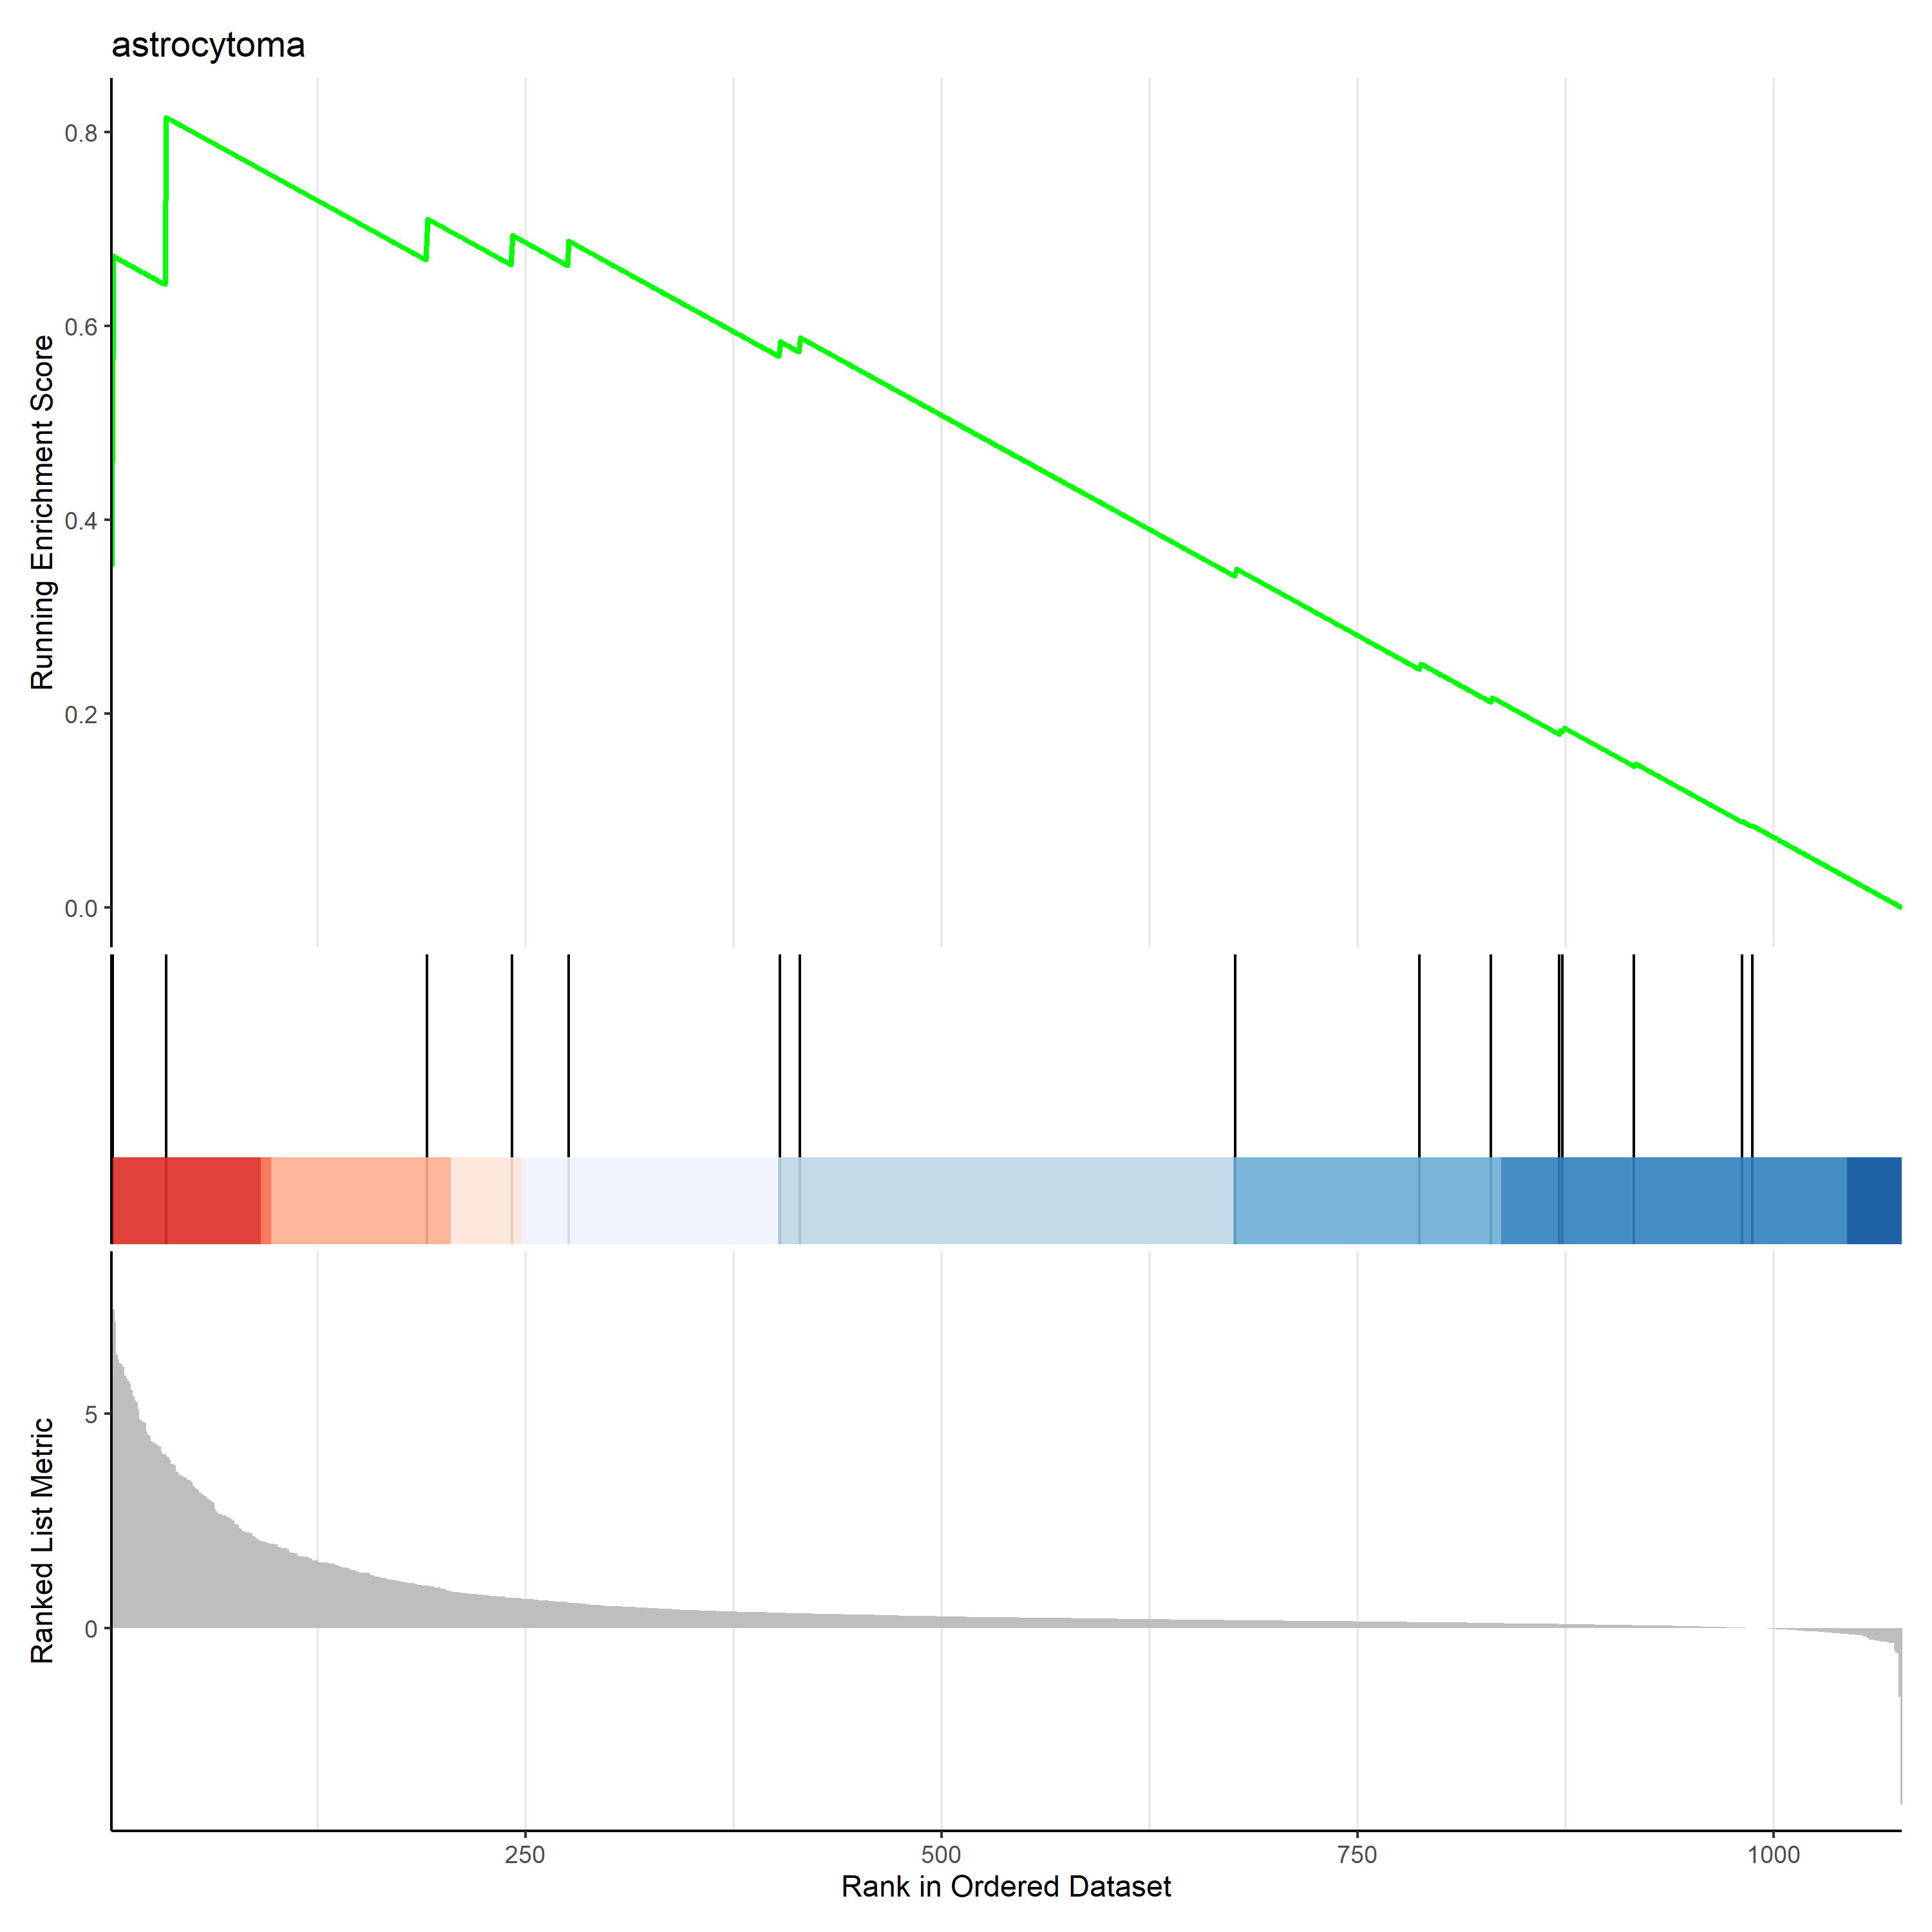 astrocytoma
Running Enrichment Score
0.8
0.6
0.4
0.2
0.0
Ranked List Metric
5
0
250
500
750
1000
Rank in Ordered Dataset